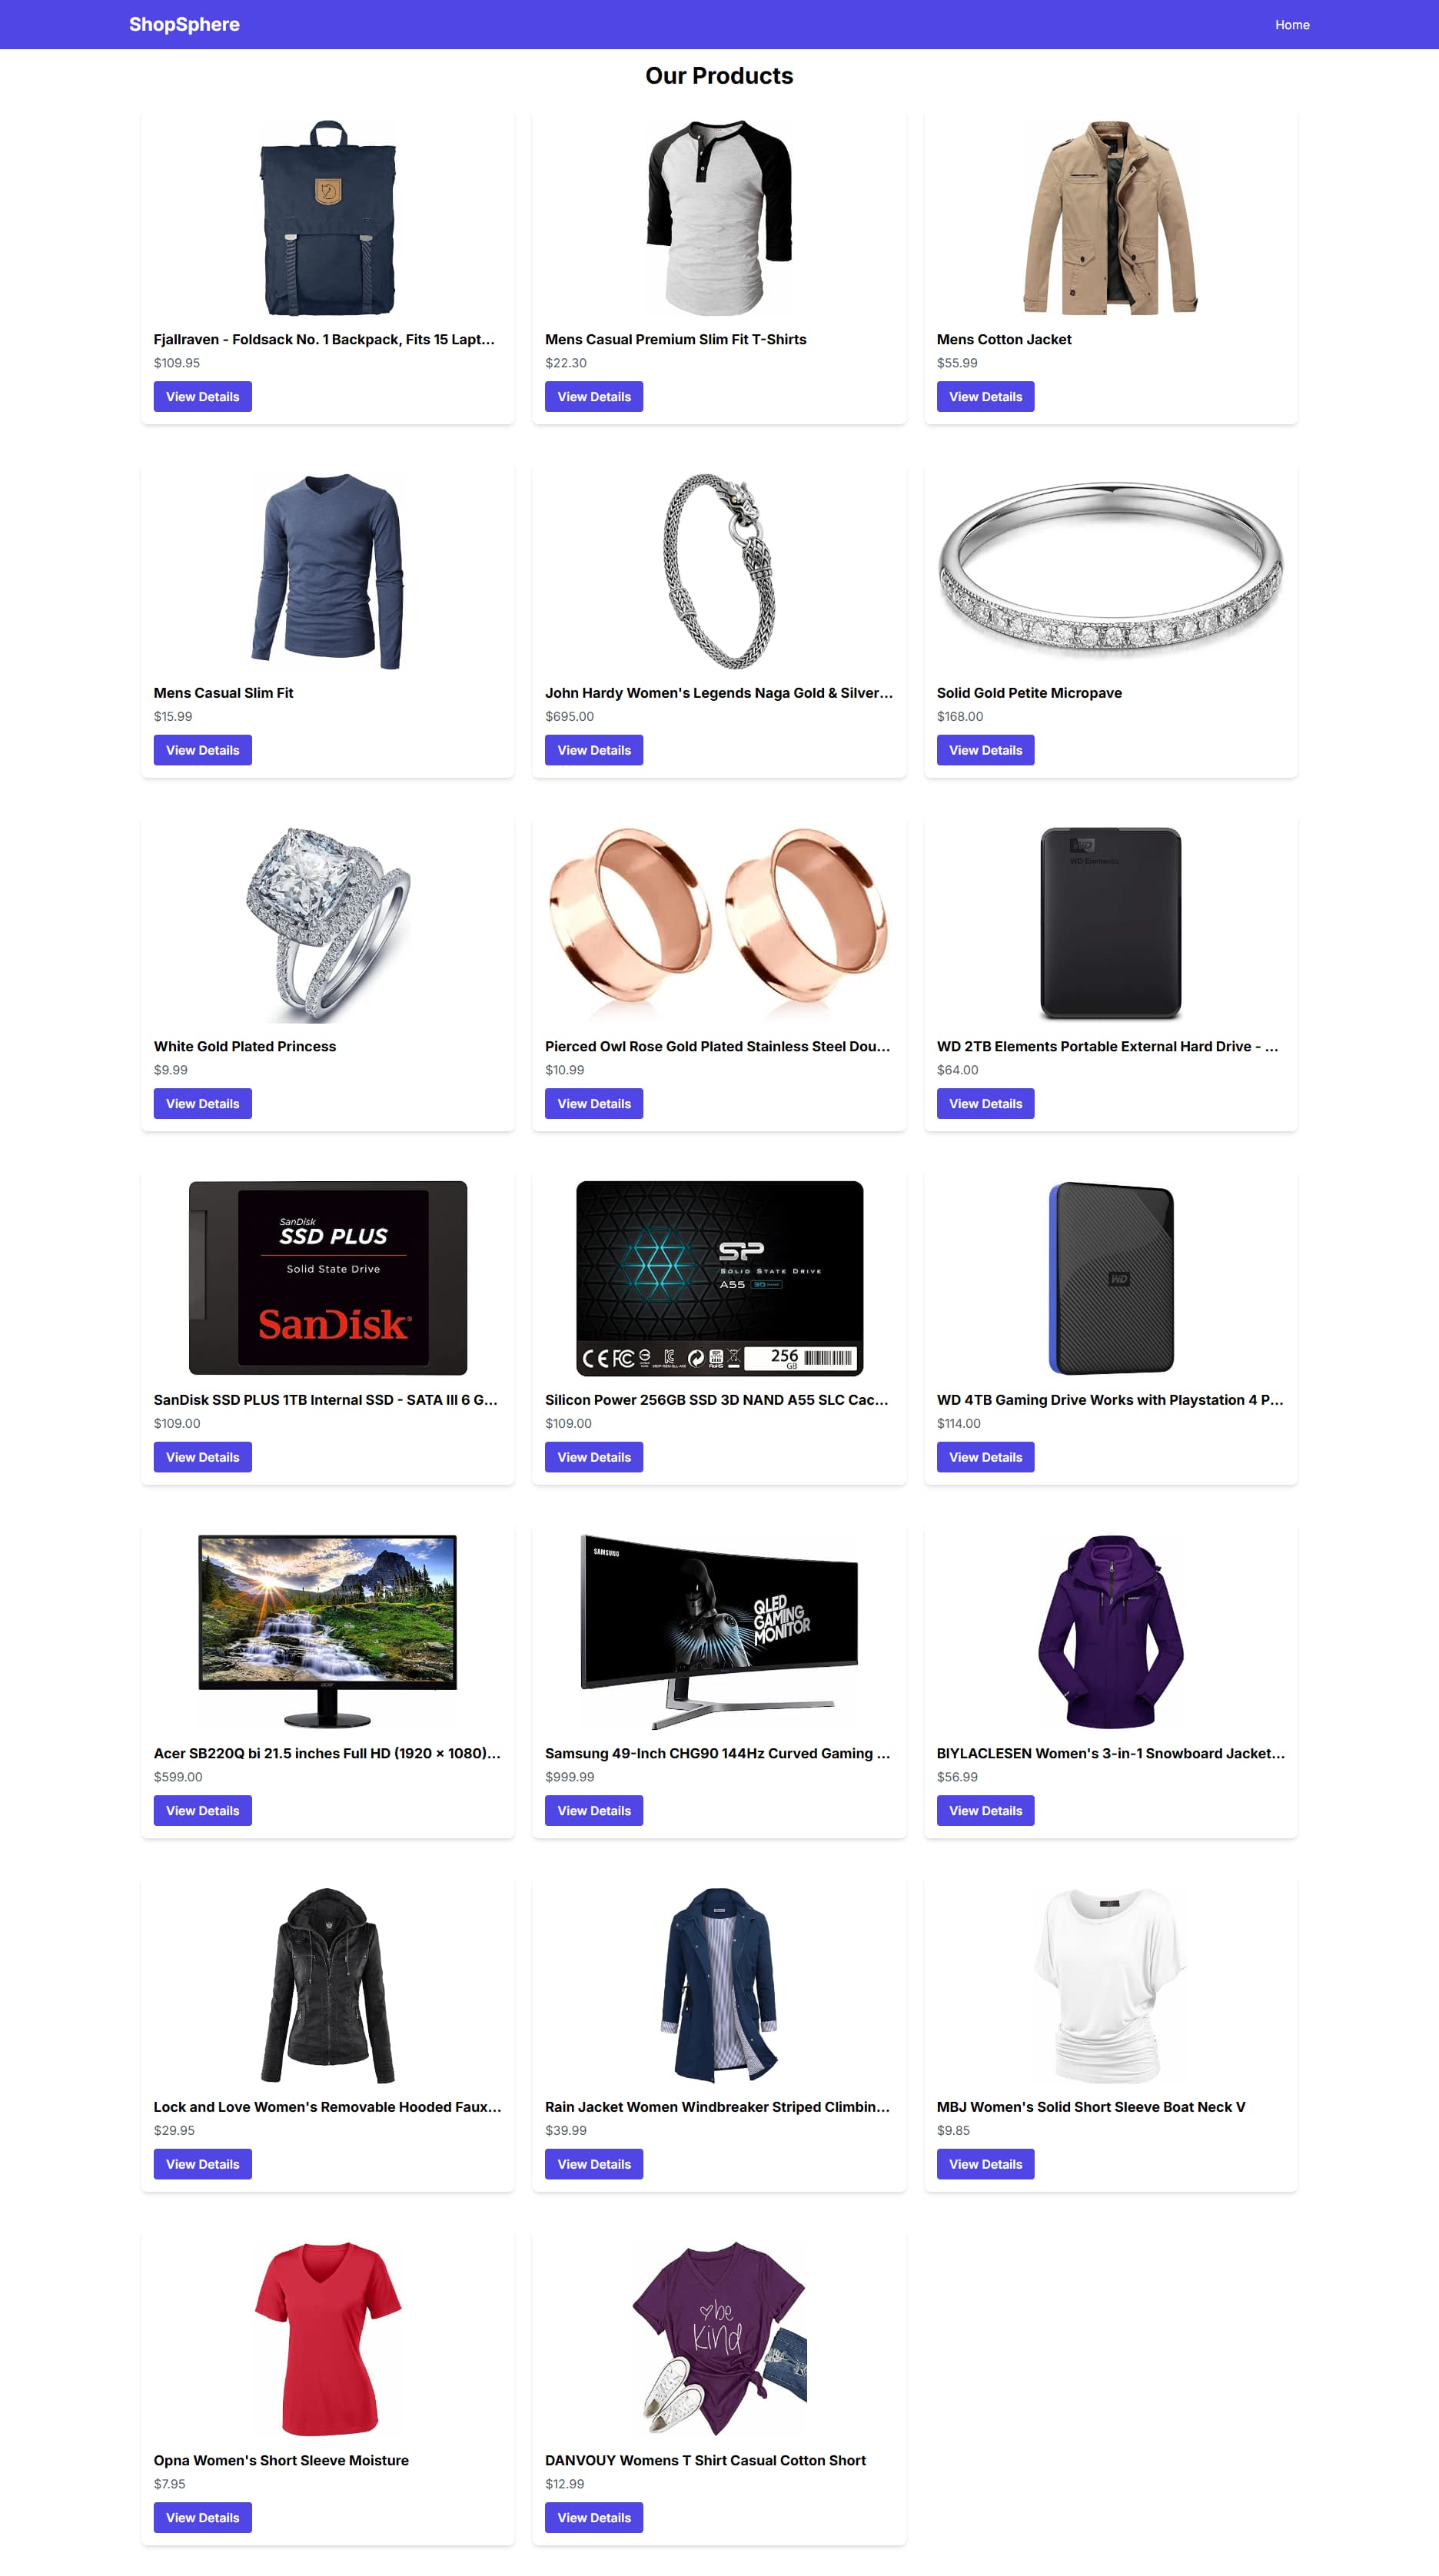 ShopSphere
Home
Our Products
Fjallraven - Foldsack No. 1 Backpack, Fits 15 Lapt...
$109.95
View Details
Mens Casual Premium Slim Fit T-Shirts
$22.30
View Details
Mens Cotton Jacket
$55.99
View Details
Mens Casual Slim Fit
$15.99
View Details
John Hardy Women's Legends Naga Gold & Silver...
$695.00
View Details
Solid Gold Petite Micropave
$168.00
View Details
White Gold Plated Princess
$9.99
View Details
Pierced Owl Rose Gold Plated Stainless Steel Dou...
$10.99
View Details
WD
WD Elements
WD 2TB Elements Portable External Hard Drive - ...
$64.00
View Details
SanDisk
SSD PLUS
Solid State Drive
SanDisk
SanDisk SSD PLUS 1TB Internal SSD - SATA III 6 G...
$109.00
View Details
SP
SOLID STATE DRIVE
A55
256
GB
Silicon Power 256GB SSD 3D NAND A55 SLC Cac...
$109.00
View Details
WD
WD 4TB Gaming Drive Works with Playstation 4 P...
$114.00
View Details
acer
Acer SB220Q bi 21.5 inches Full HD (1920 × 1080)...
$599.00
View Details
SAMSUNG
QLED
GAMING
MONITOR
Samsung 49-Inch CHG90 144Hz Curved Gaming ...
$999.99
View Details
BIYLACLESEN Women's 3-in-1 Snowboard Jacket...
$56.99
View Details
Lock and Love Women's Removable Hooded Faux...
$29.95
View Details
Rain Jacket Women Windbreaker Striped Climbin...
$39.99
View Details
MBJ Women's Solid Short Sleeve Boat Neck V
$9.85
View Details
Opna Women's Short Sleeve Moisture
$7.95
View Details
be
kind
DANVOUY Womens T Shirt Casual Cotton Short
$12.99
View Details